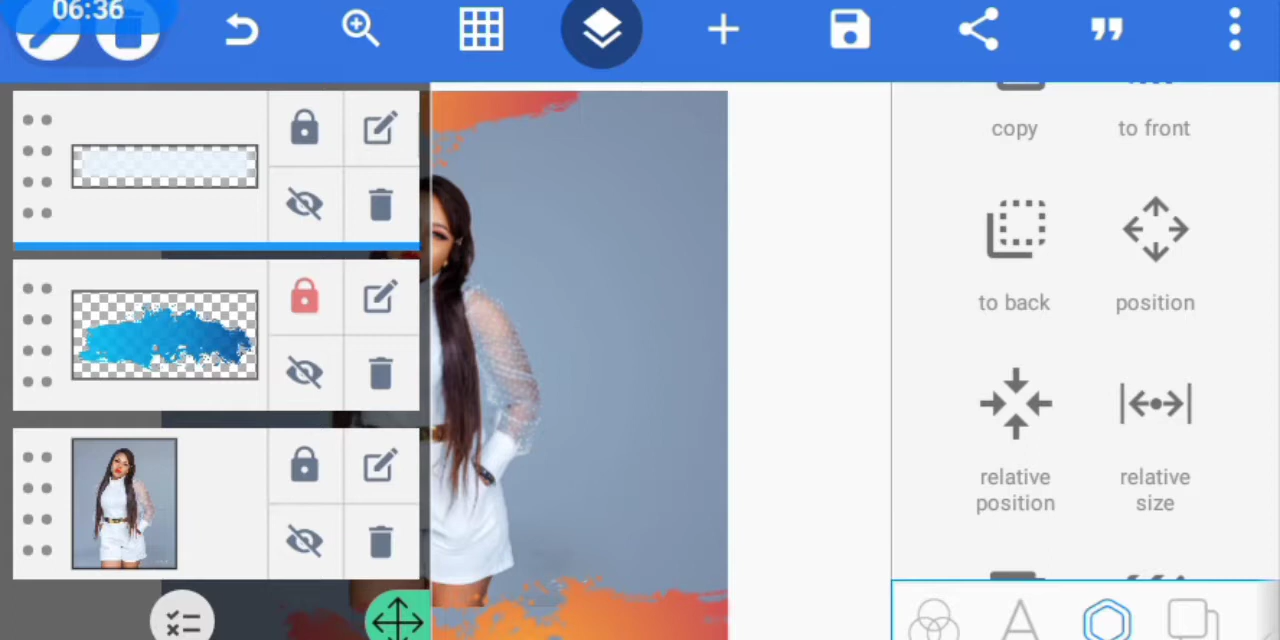 06:36
copy
to front
to back
position
relative
position
relative
size